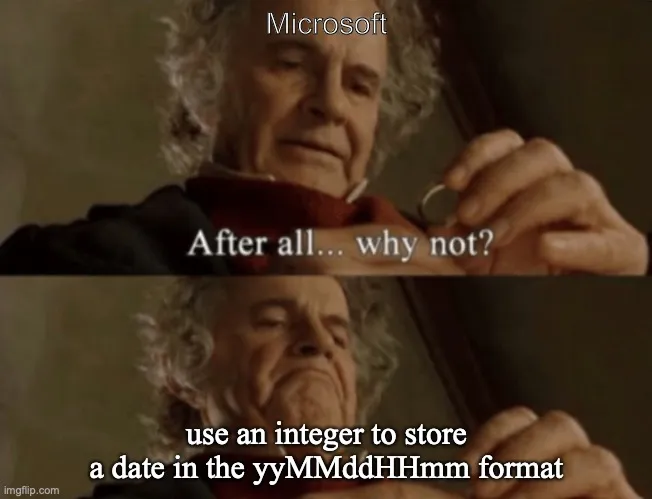 Microsoft
After all... why not?
use an integer to store
a date in the yyMMddHHmm format
imgflip.com